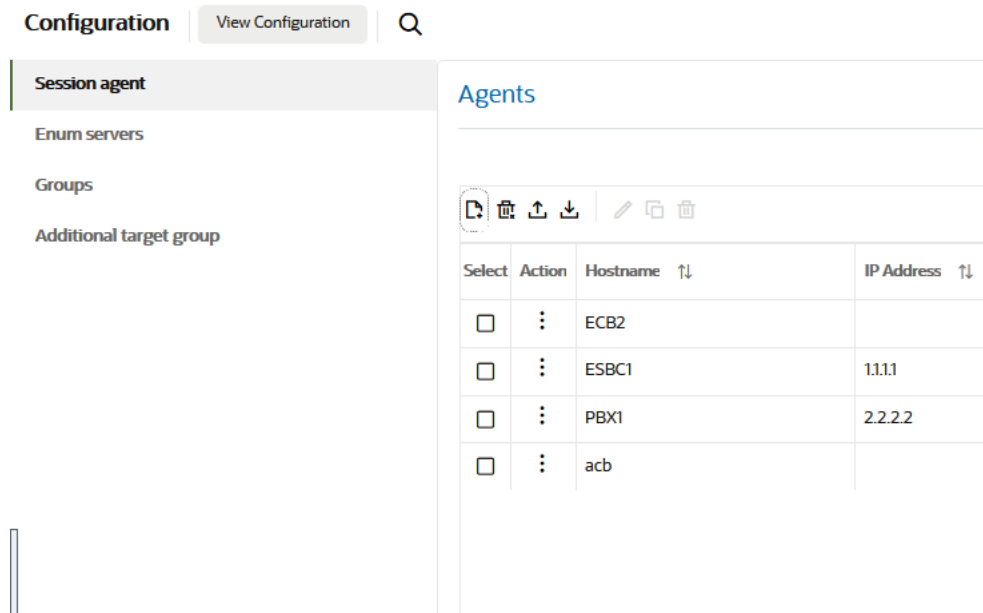 Configuration View Configuration
Session agent
Enum servers
Groups
Additional target group
Agents
Select Action Hostname IP Address
ECB2
ESBC1 1.1.1.1
PBX1 2.2.2.2
acb